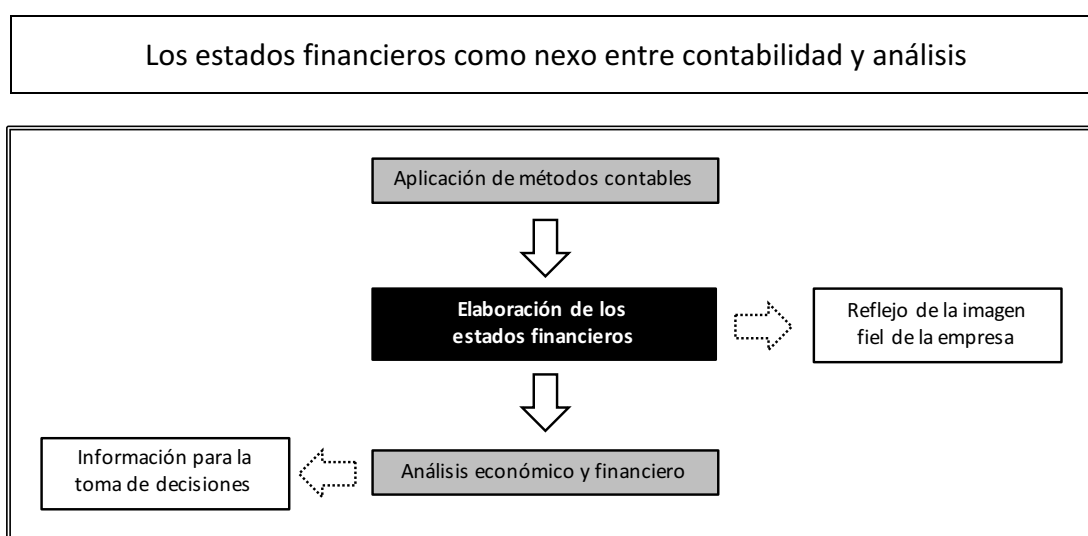 Los estados financieros como nexo entre contabilidad y análisis
Aplicación de métodos contables
Elaboración de los
estados financieros
Reflejo de la imagen
fiel de la empresa
Información para la
toma de decisiones
Análisis económico y financiero